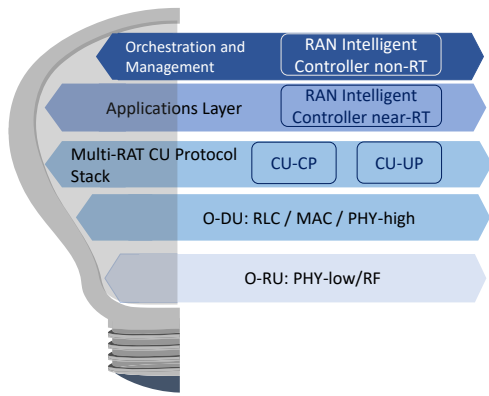 Orchestration and
Management
RAN Intelligent
Controller non-RT
Applications Layer
RAN Intelligent
Controller near-RT
Multi-RAT CU Protocol
Stack
CU-CP
CU-UP
O-DU: RLC / MAC / PHY-high
O-RU: PHY-low/RF